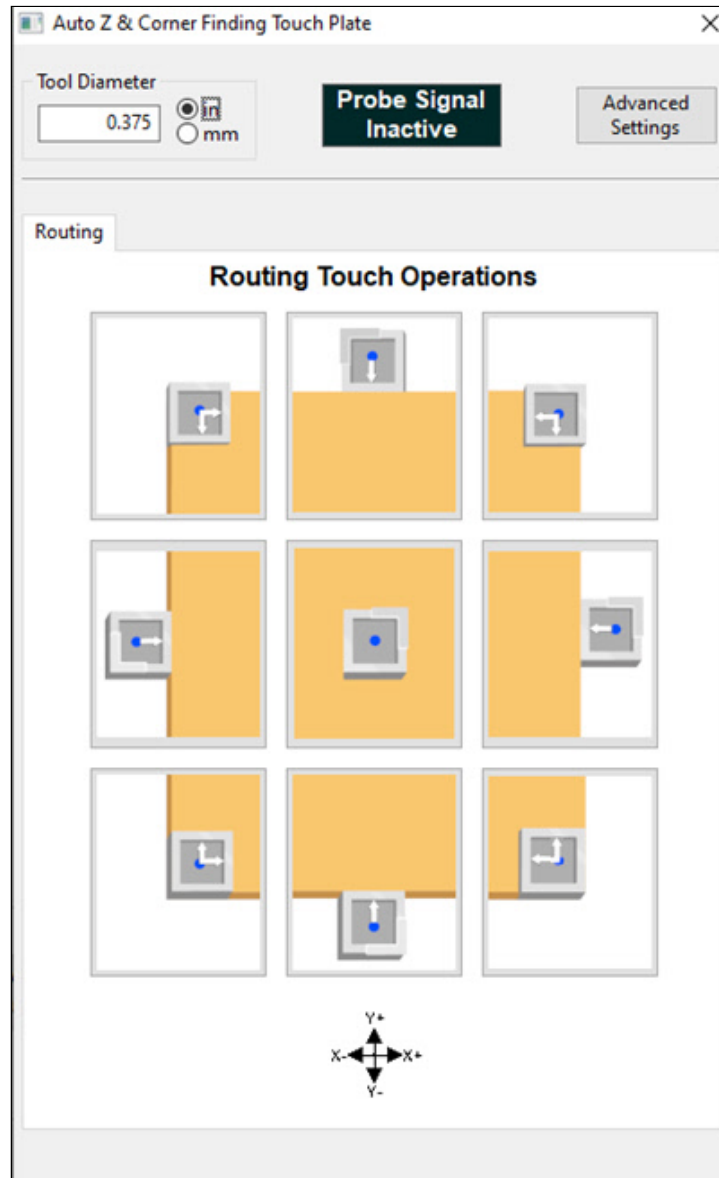 Auto Z & Corner Finding Touch Plate
Tool Diameter
0.375
in
mm
Probe Signal
Inactive
Advanced
Settings
Routing
Routing Touch Operations
Y+
X-
X+
Y-